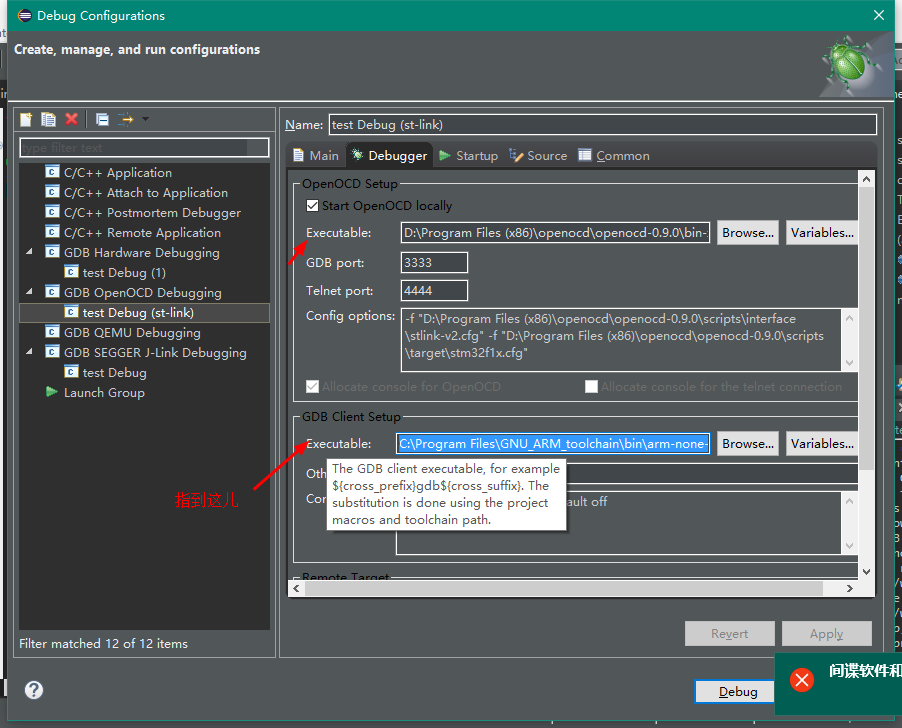 Debug Configurations
Create, manage, and run configurations
type filter text
C/C++ Application
C/C++ Attach to Application
C/C++ Postmortem Debugger
C/C++ Remote Application
GDB Hardware Debugging
test Debug (1)
GDB OpenOCD Debugging
test Debug (st-link)
GDB QEMU Debugging
GDB SEGGER J-Link Debugging
test Debug
Launch Group
Filter matched 12 of 12 items
Name: test Debug (st-link)
Main Debugger Startup Source Common
OpenOCD Setup
Start OpenOCD locally
Executable: D:\Program Files (x86)\openocd\openocd-0.9.0\bin- Browse... Variables...
GDB port: 3333
Telnet port: 4444
Config options: -f "D:\Program Files (x86)\openocd\openocd-0.9.0\scripts\interface
\stlink-v2.cfg" -f "D:\Program Files (x86)\openocd\openocd-0.9.0\scripts
\target\stm32f1x.cfg"
Allocate console for OpenOCD Allocate console for the telnet connection
GDB Client Setup
Executable: C:\Program Files\GNU_ARM_toolchain\bin\arm-none- Browse... Variables...
The GDB client executable, for example
${cross_prefix}gdb${cross_suffix}. The
substitution is done using the project
macros and toolchain path.
Oth
Co
ault off
指到这儿
Remote Target
Revert Apply
Debug
间谍软件和